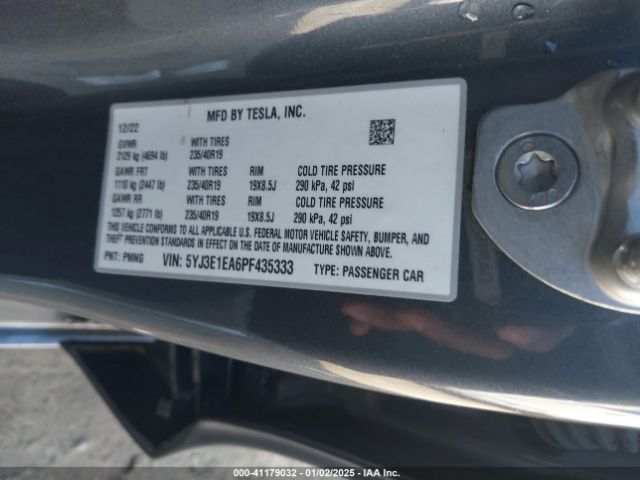 MFD BY TESLA, INC.
12/22
GVWR WITH TIRES
2129 kg (4694 lb) 235/40R19
GAWR FRT WITH TIRES RIM COLD TIRE PRESSURE
1110 kg (2447 lb) 235/40R19 19X8.5J 290 kPa, 42 psi
GAWR RR WITH TIRES RIM COLD TIRE PRESSURE
1257 kg (2771 lb) 235/40R19 19X8.5J 290 kPa, 42 psi
THIS VEHICLE CONFORMS TO ALL APPLICABLE U.S. FEDERAL MOTOR VEHICLE SAFETY, BUMPER, AND
THEFT PREVENTION STANDARDS IN EFFECT ON THE DATE OF MANUFACTURE SHOWN ABOVE.
PNT: PMNG VIN: 5YJ3E1EA6PF435333 TYPE: PASSENGER CAR
000-41179032 - 01/02/2025 - IAA Inc.